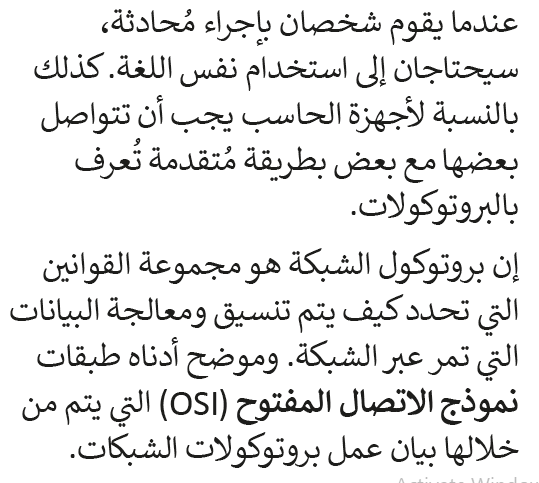 عندما يقوم شخصان بإجراء مُحادثة،
سيحتاجان إلى استخدام نفس اللغة. كذلك
بالنسبة لأجهزة الحاسب يجب أن تتواصل
بعضها مع بعض بطريقة مُتقدمة تُعرف
بالبروتوكولات.
إن بروتوكول الشبكة هو مجموعة القوانين
التي تحدد كيف يتم تنسيق ومعالجة البيانات
التي تمر عبر الشبكة. وموضح أدناه طبقات
نموذج الاتصال المفتوح (OSI) التي يتم من
خلالها بيان عمل بروتوكولات الشبكات.